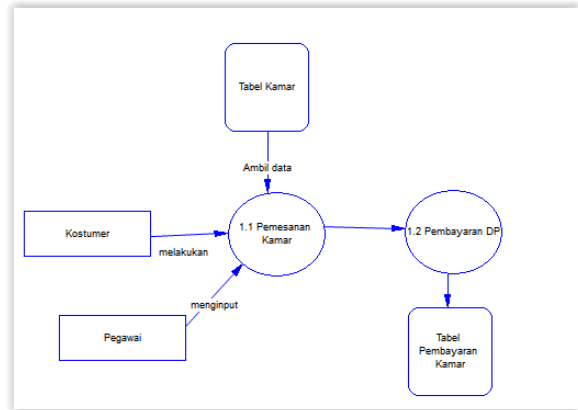 Tabel Kamar
Ambil data
Kostumer
melakukan
1.1 Pemesanan
Kamar
1.2 Pembayaran DP
menginput
Pegawai
Tabel
Pembayaran
Kamar